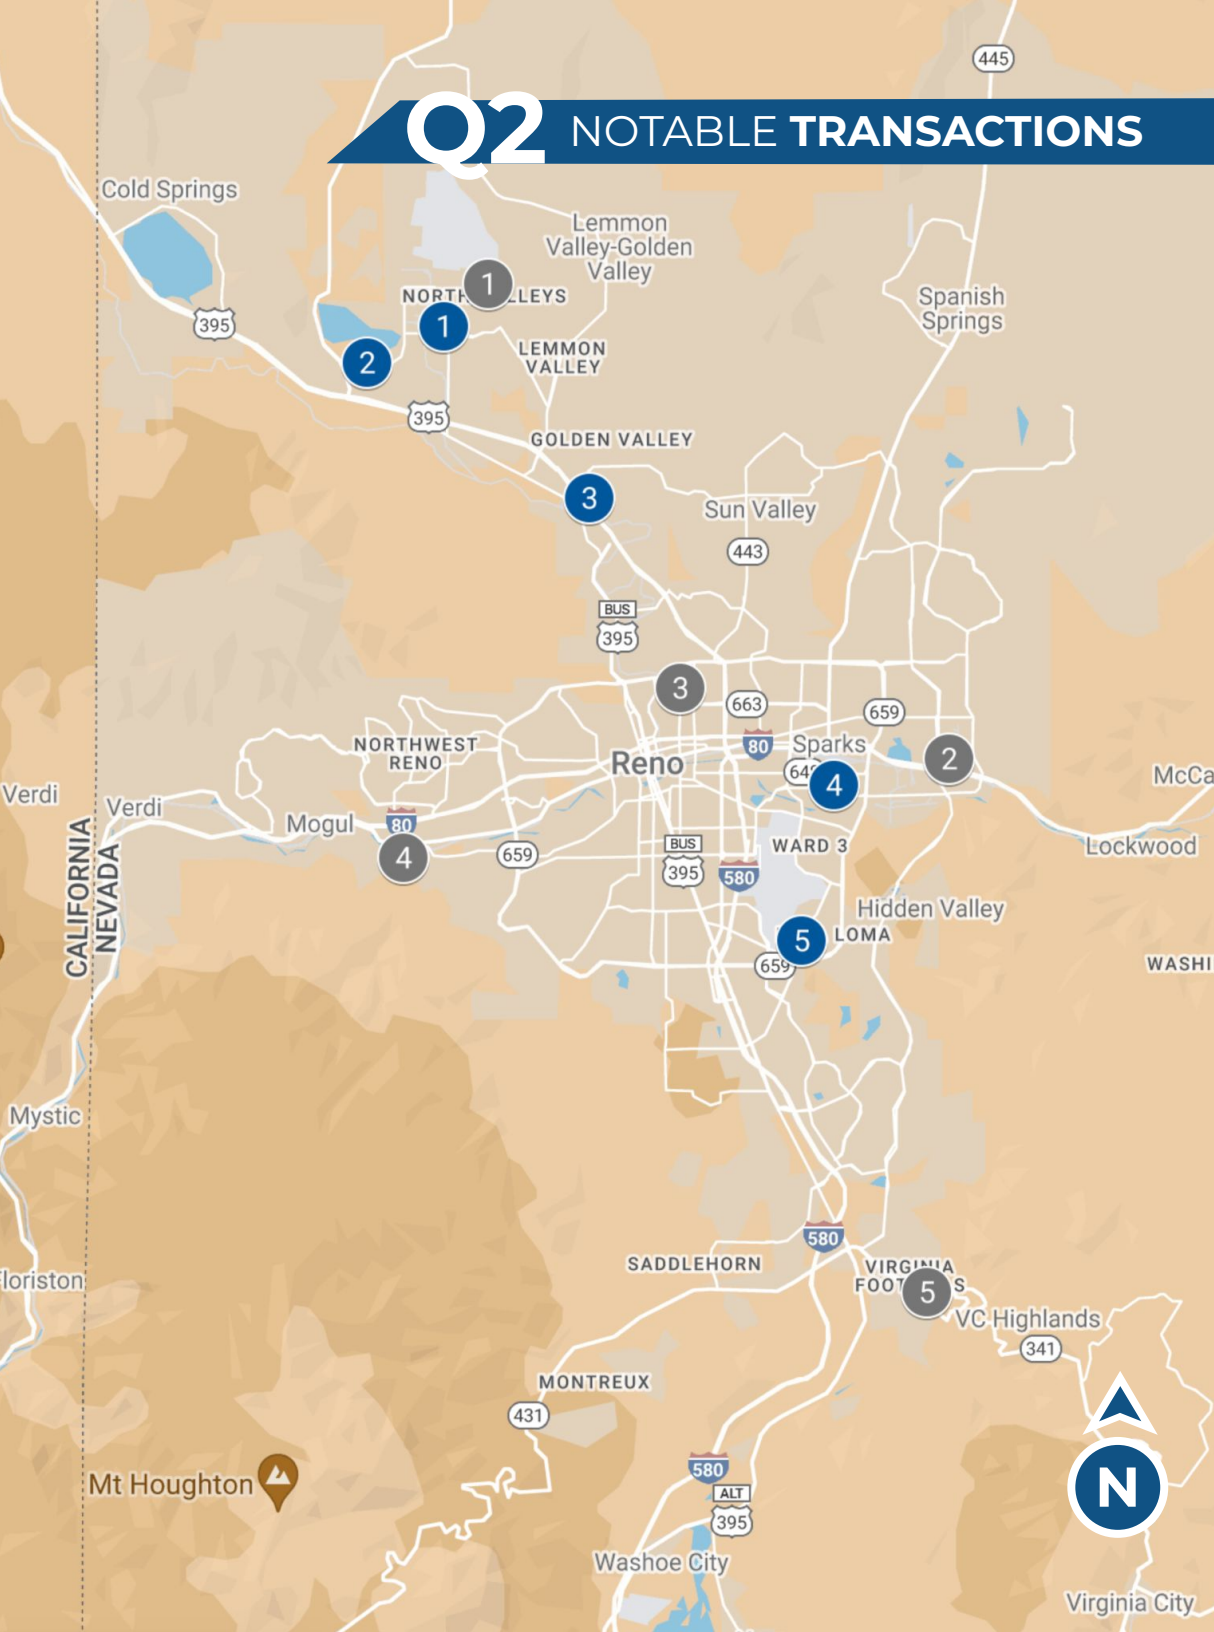 445
Q2 NOTABLE TRANSACTIONS
Cold Springs
Lemmon
Valley-Golden
Valley
1
Spanish
Springs
395
1
LEMMON
VALLEY
2
395
GOLDEN VALLEY
3
Sun Valley
443
BUS
395
3
663
659
NORTHWEST
RENO
80
Sparks
Reno
2
4
Verdi
Verdi
Mogul
80
Lockwood
4
659
BUS
395
580
WARD 3
CALIFORNIA
NEVADA
Hidden Valley
5
LOMA
659
Mystic
580
SADDLEHORN
VIRGINIA
5
VC Highlands
341
MONTREUX
431
580
Mt Houghton
ALT
395
N
Washoe City
Virginia City